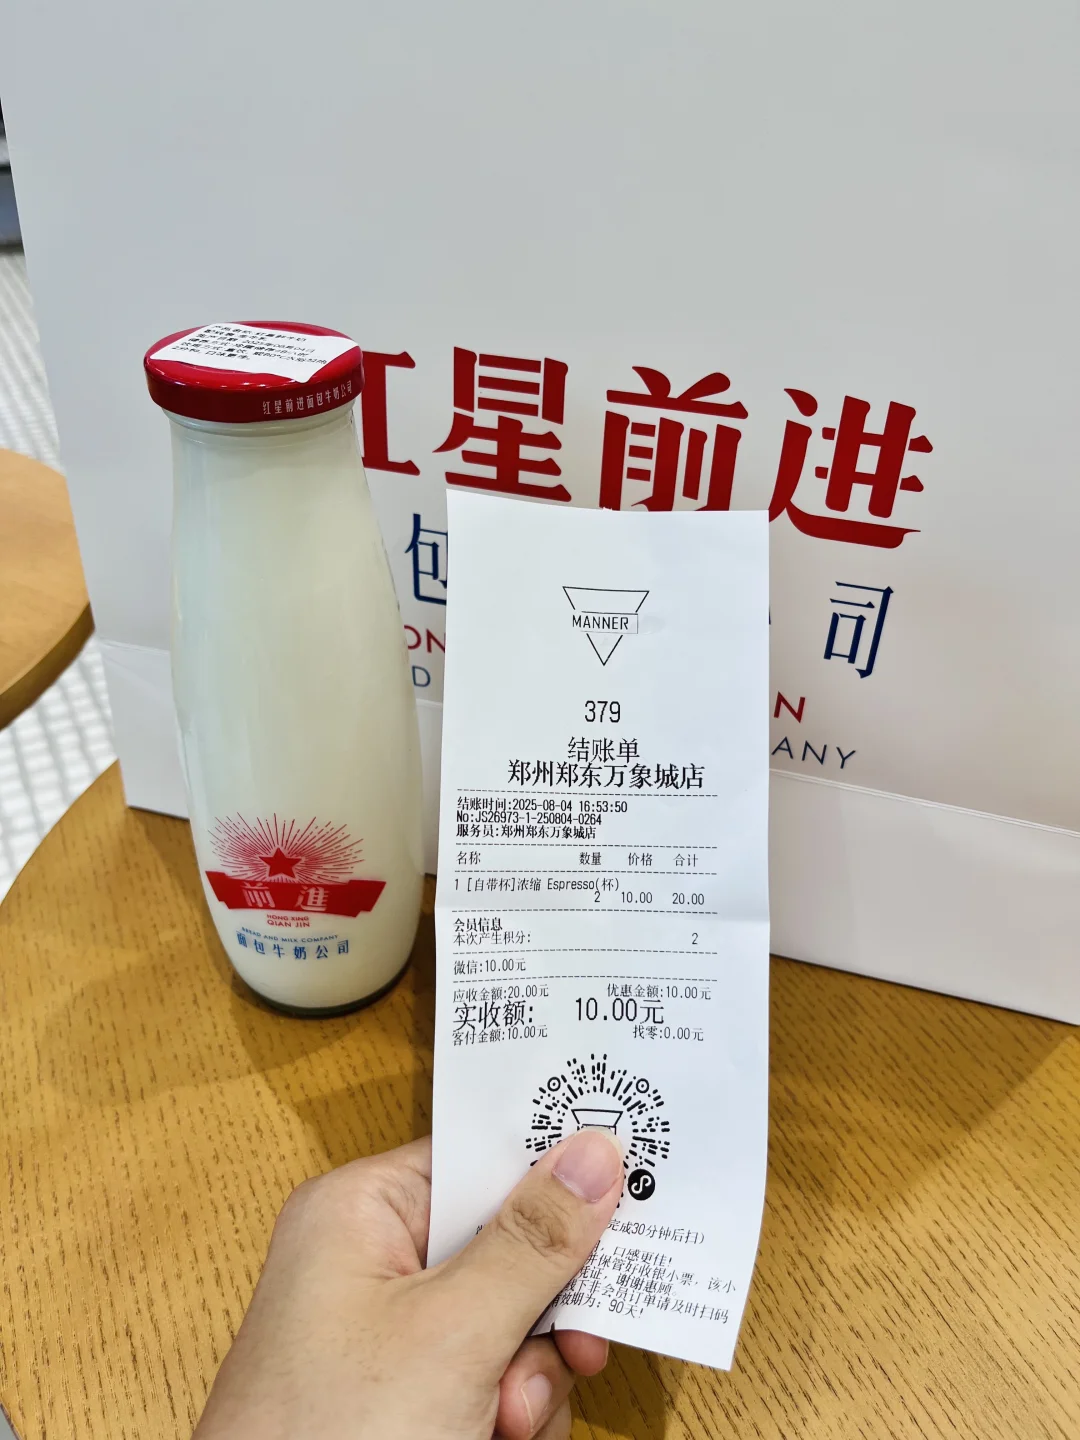 红星前进面包牛奶公司
红星前進
包
司
ON
N
D
ANY
前進
HONG XING
QIAN JIN
BREAD AND MILK COMPANY
面包牛奶公司
MANNER
379
结账单
郑州郑东万象城店
结账时间:2025-08-04 16:53:50
No:JS26973-1-250804-0264
服务员:郑州郑东万象城店
名称 数量 价格 合计
1 [自带杯]浓缩 Espresso(杯)
2 10.00 20.00
会员信息
本次产生积分: 2
微信:10.00元
应收金额:20.00元 优惠金额:10.00元
实收额: 10.00元
客付金额:10.00元 找零:0.00元
完成30分钟后扫)
口感更佳!
并保管好收银小票，该小
凭证，谢谢惠顾。
线下非会员订单请及时扫码
有效期为：90天!